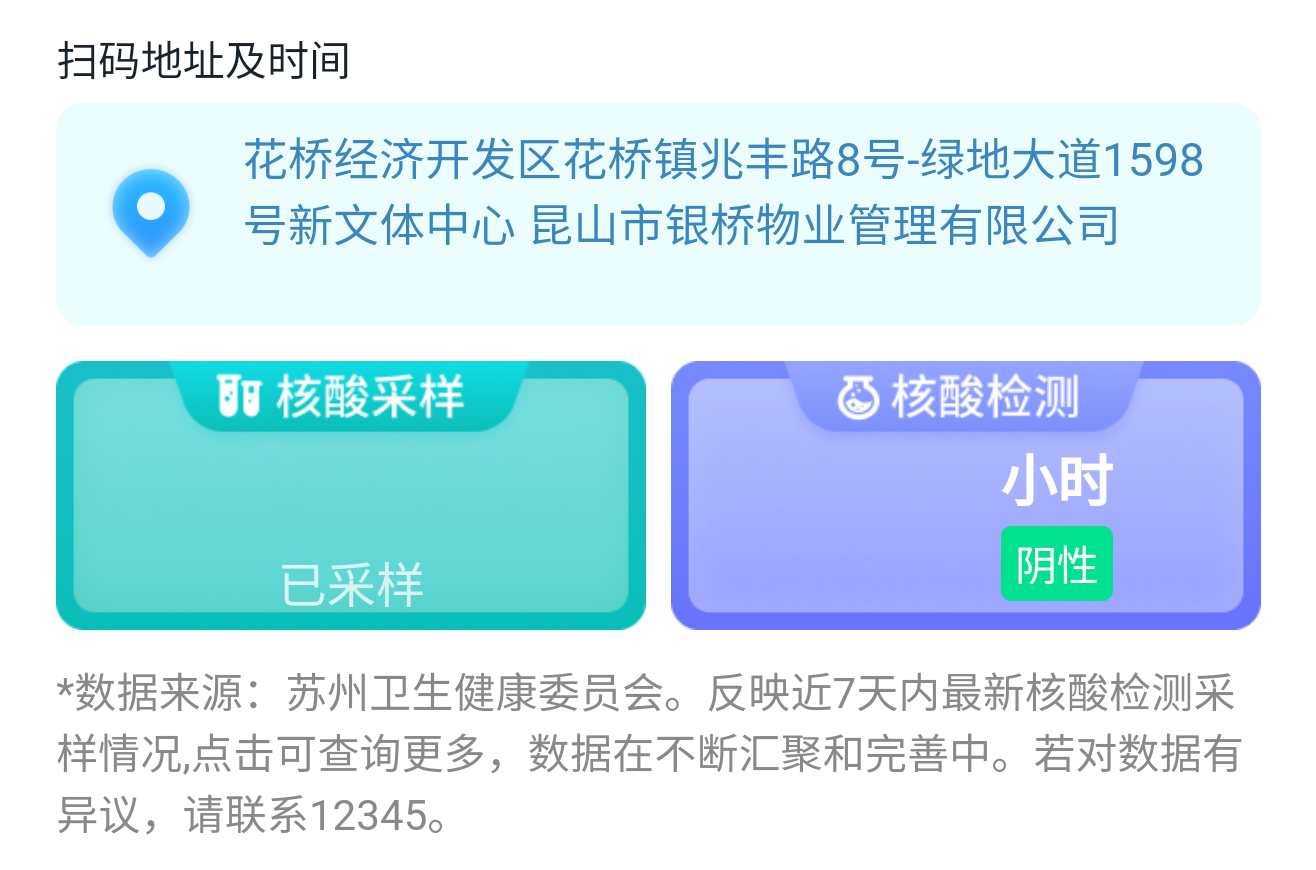 扫码地址及时间
花桥经济开发区花桥镇兆丰路8号-绿地大道1598
号新文体中心 昆山市银桥物业管理有限公司
核酸采样
已采样
核酸检测
小时
阴性
*数据来源：苏州卫生健康委员会。反映近7天内最新核酸检测采
样情况,点击可查询更多，数据在不断汇聚和完善中。若对数据有
异议，请联系12345。